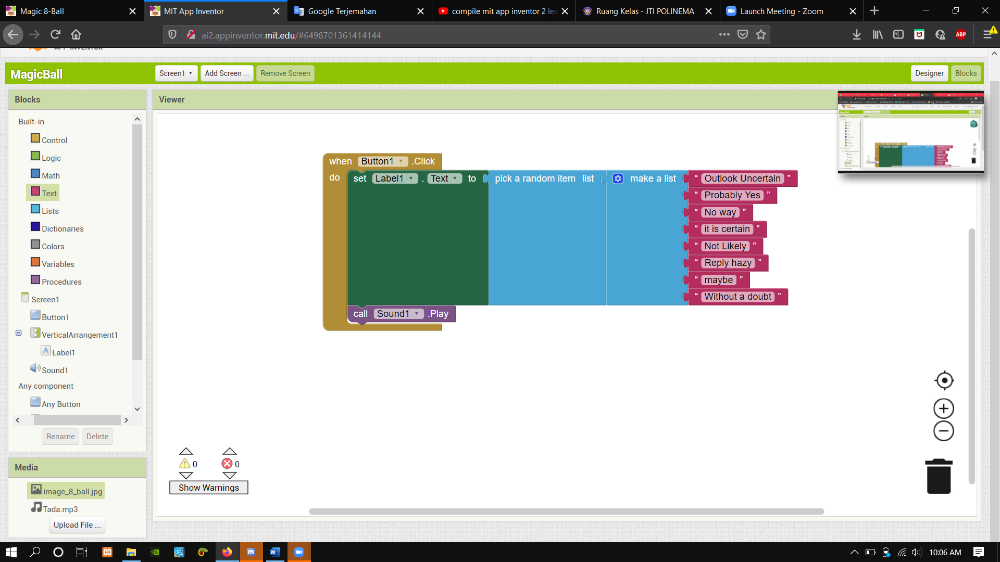 Magic 8-Ball
MIT App Inventor
Google Terjemahan
compile mit app inventor 2 le
Ruang Kelas - JTI POLINEMA
Launch Meeting - Zoom
ai2.appinventor.mit.edu/#6498701361414144
ABP
APP INVENTOR
MagicBall
Screen1
Add Screen ...
Remove Screen
Designer
Blocks
Blocks
Viewer
Built-in
Control
Logic
Math
Text
Lists
Dictionaries
Colors
Variables
Procedures
Screen1
Button1
VerticalArrangement1
Label1
Sound1
Any component
Any Button
Rename
Delete
Media
image_8_ball.jpg
Tada.mp3
Upload File ...
when Button1 .Click
do set Label1 . Text to pick a random item list make a list “ Outlook Uncertain ”
“ Probably Yes ”
“ No way ”
“ it is certain ”
“ Not Likely ”
“ Reply hazy ”
“ maybe ”
“ Without a doubt ”
call Sound1 .Play
0
0
Show Warnings
10:06 AM